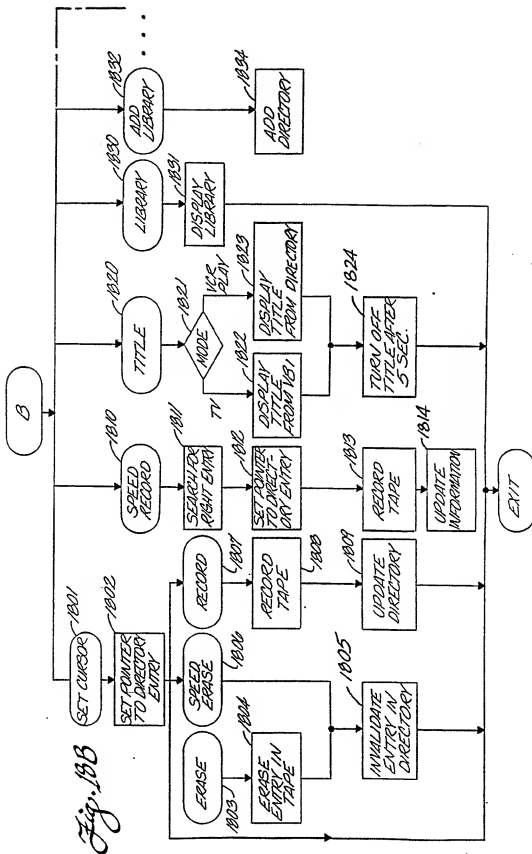 Fig. 18B
B
SET CURSOR
1801
SET POINTER
TO DIRECTORY
ENTRY
1802
ERASE
1803
ERASE
ENTRY IN
TAPE
1804
INVALIDATE
ENTRY IN
DIRECTORY
1805
SPEED
ERASE
1806
RECORD
1807
RECORD
TAPE
1808
UPDATE
DIRECTORY
1809
SPEED
RECORD
1810
SEARCH FOR
RIGHT ENTRY
1811
SET POINTER
TO DIRECT-
ORY ENTRY
1812
RECORD
TAPE
1813
UPDATE
INFORMATION
1814
TITLE
1820
MODE
1821
TV
VCR
PLAY
DISPLAY
TITLE
FROM VBI,
1822
DISPLAY
TITLE
FROM DIRECTORY
1823
TURN OFF
TITLE AFTER
5 SEC.
1824
LIBRARY
1830
DISPLAY
LIBRARY
1831
ADD
LIBRARY
1832
ADD
DIRECTORY
1834
...
EXIT